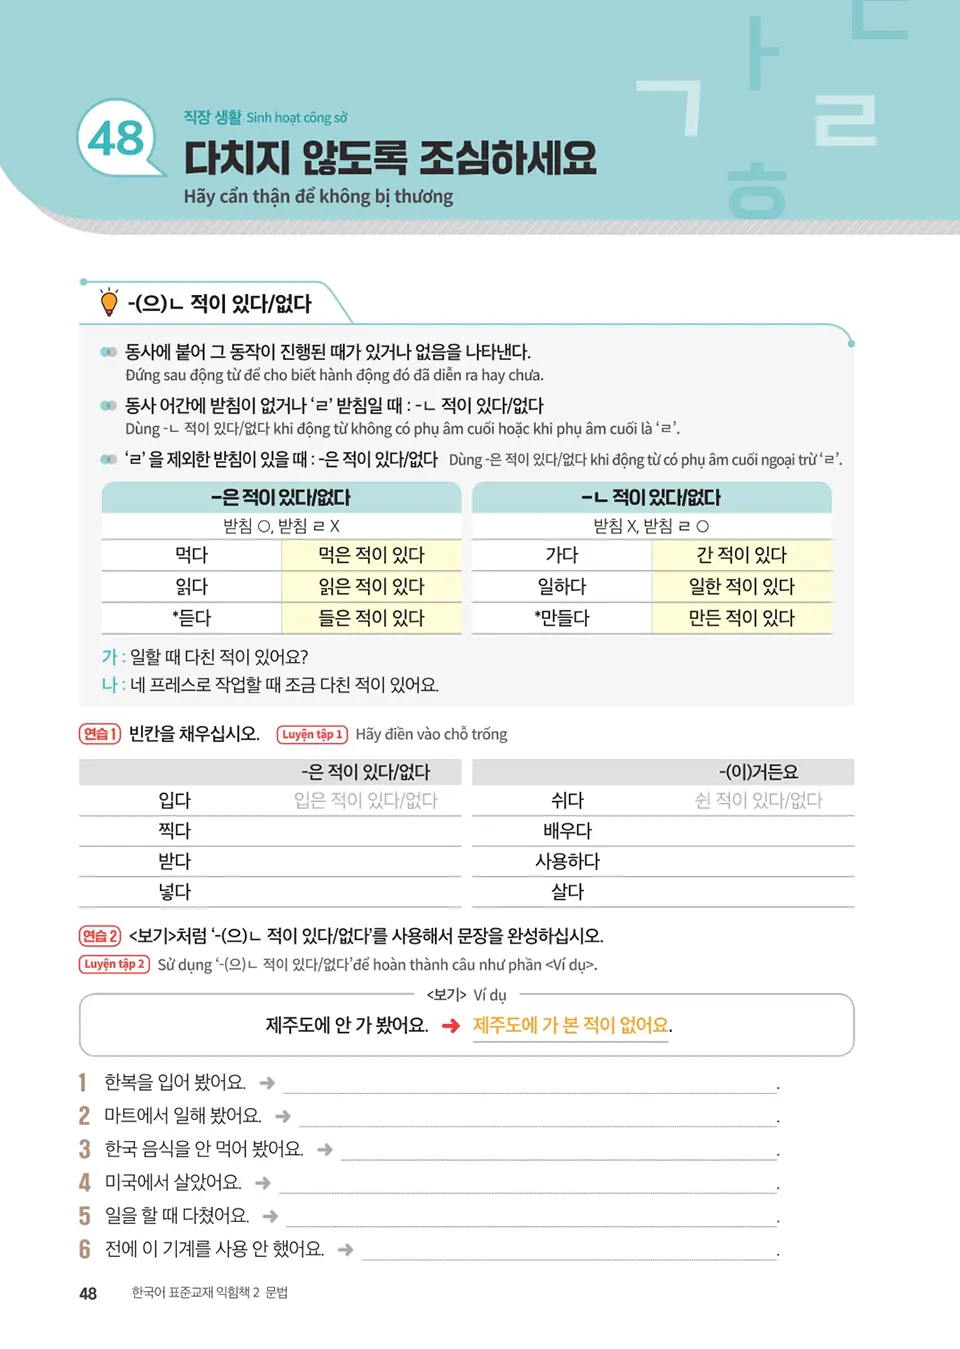 48
직장 생활 Sinh hoạt công sở
다치지 않도록 조심하세요
Hãy cẩn thận để không bị thương
ㄱ ㅏ ㄹ ㅎ ㄷ
-(으)ㄴ 적이 있다/없다
동사에 붙어 그 동작이 진행된 때가 있거나 없음을 나타낸다.
Đứng sau động từ để cho biết hành động đó đã diễn ra hay chưa.
동사 어간에 받침이 없거나 ‘ㄹ’ 받침일 때 : -ㄴ 적이 있다/없다
Dùng -ㄴ 적이 있다/없다 khi động từ không có phụ âm cuối hoặc khi phụ âm cuối là ‘ㄹ’.
‘ㄹ’ 을 제외한 받침이 있을 때 : -은 적이 있다/없다 Dùng -은 적이 있다/없다 khi động từ có phụ âm cuối ngoại trừ ‘ㄹ’.
-은 적이 있다/없다 -ㄴ 적이 있다/없다
받침 O, 받침 ㄹ X 받침 X, 받침 ㄹ O
먹다 먹은 적이 있다 가다 간 적이 있다
읽다 읽은 적이 있다 일하다 일한 적이 있다
*듣다 들은 적이 있다 *만들다 만든 적이 있다
가 : 일할 때 다친 적이 있어요?
나 : 네 프레스로 작업할 때 조금 다친 적이 있어요.
연습 1 빈칸을 채우십시오. Luyện tập 1 Hãy điền vào chỗ trống
-은 적이 있다/없다 -(이)거든요
입다 입은 적이 있다/없다 쉬다 쉰 적이 있다/없다
찍다 배우다
받다 사용하다
넣다 살다
연습 2 <보기>처럼 ‘-(으)ㄴ 적이 있다/없다’를 사용해서 문장을 완성하십시오.
Luyện tập 2 Sử dụng ‘-(으)ㄴ 적이 있다/없다’để hoàn thành câu như phần <Ví dụ>.
<보기> Ví dụ
제주도에 안 가 봤어요. ➜ 제주도에 가 본 적이 없어요.
1 한복을 입어 봤어요. ➜ .
2 마트에서 일해 봤어요. ➜ .
3 한국 음식을 안 먹어 봤어요. ➜ .
4 미국에서 살았어요. ➜ .
5 일을 할 때 다쳤어요. ➜ .
6 전에 이 기계를 사용 안 했어요. ➜ .
48 한국어 표준교재 익힘책 2 문법